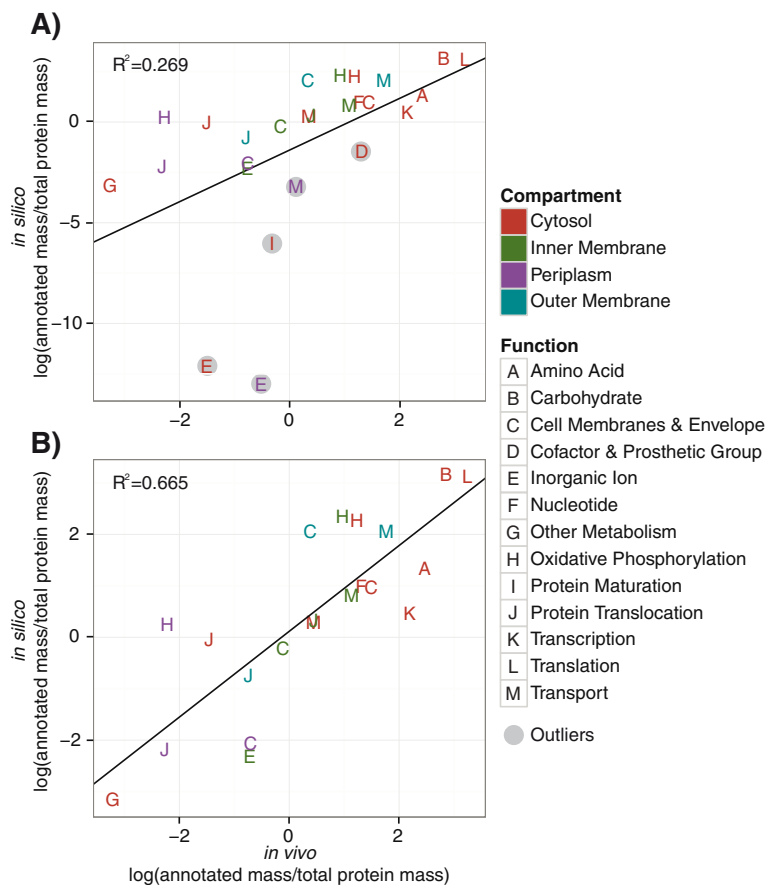 A)
R²=0.269
in silico
log(annotated mass/total protein mass)
0
−5
−10
H
J
G
J
J
C
E
C
C
M
J
H
H
M
M
F
C
A
K
B
L
D
M
I
E
E
−2
0
2
B)
R²=0.665
in silico
log(annotated mass/total protein mass)
2
0
−2
B
L
H
H
C
M
A
F
C
M
K
H
J
M
J
C
J
J
C
E
G
−2
0
2
in vivo
log(annotated mass/total protein mass)
Compartment
Cytosol
Inner Membrane
Periplasm
Outer Membrane
Function
A Amino Acid
B Carbohydrate
C Cell Membranes & Envelope
D Cofactor & Prosthetic Group
E Inorganic Ion
F Nucleotide
G Other Metabolism
H Oxidative Phosphorylation
I Protein Maturation
J Protein Translocation
K Transcription
L Translation
M Transport
Outliers